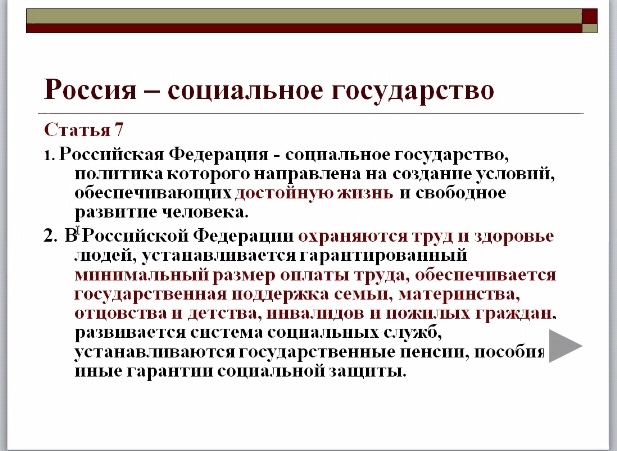 Россия – социальное государство
Статья 7
1. Российская Федерация - социальное государство,
политика которого направлена на создание условий,
обеспечивающих достойную жизнь и свободное
развитие человека.
2. В Российской Федерации охраняются труд и здоровье
людей, устанавливается гарантированный
минимальный размер оплаты труда, обеспечивается
государственная поддержка семьи, материнства,
отцовства и детства, инвалидов и пожилых граждан,
развивается система социальных служб,
устанавливаются государственные пенсии, пособия
иные гарантии социальной защиты.